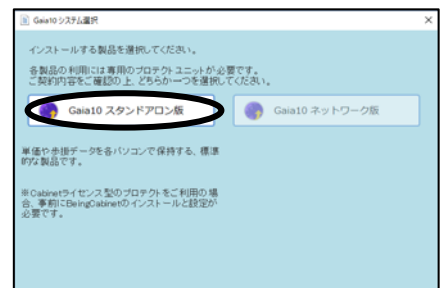 Gaia10 システム選択
インストールする製品を選択してください。
各製品の利用には専用のプロテクトユニットが必要です。
ご契約内容をご確認の上、どちらか一つを選択してください。
Gaia10 スタンドアロン版
Gaia10 ネットワーク版
単価や歩掛データを各パソコンで保持する、標準
的な製品です。
※Cabinetライセンス型のプロテクトをご利用の場
合、事前にBeingCabinetのインストールと設定が
必要です。